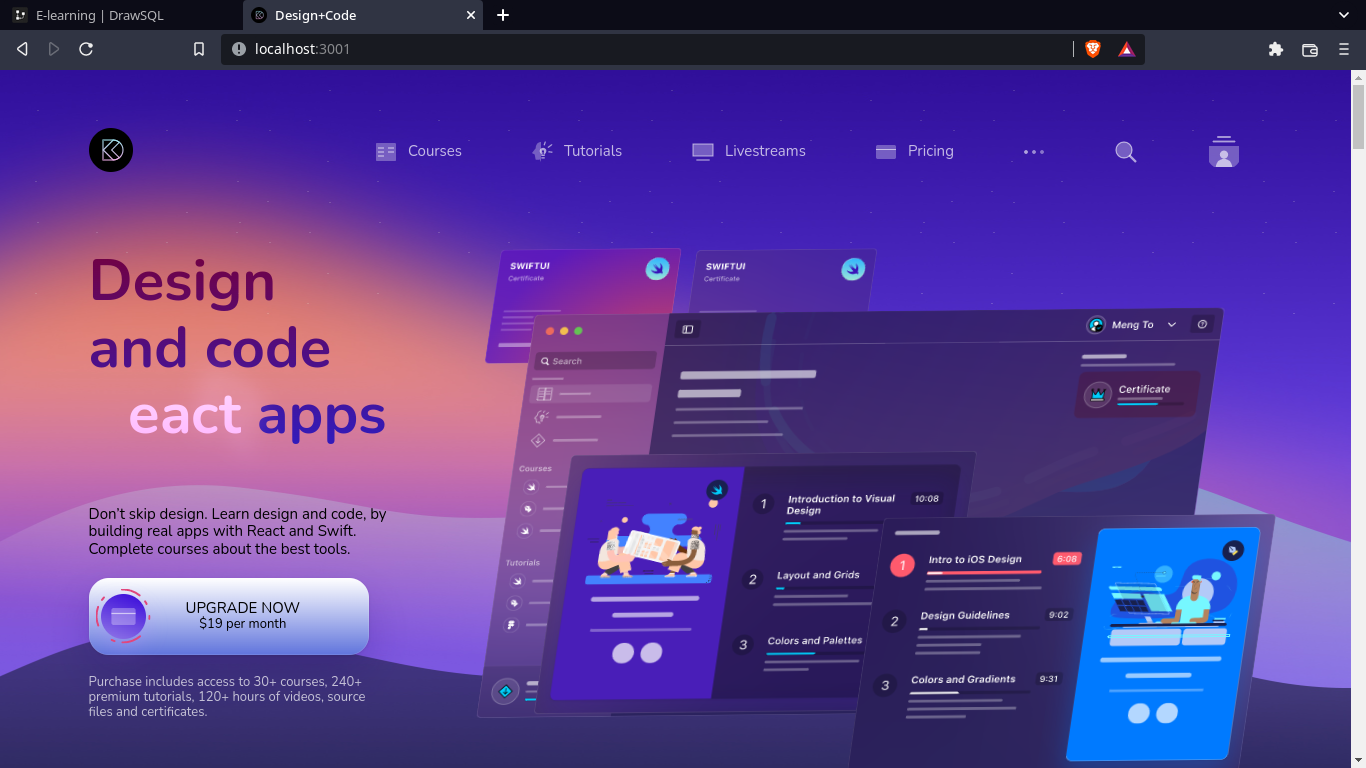 E-learning | DrawSQL
Design+Code
localhost:3001
Courses
Tutorials
Livestreams
Pricing
Design
and code
eact apps
Don't skip design. Learn design and code, by
building real apps with React and Swift.
Complete courses about the best tools.
UPGRADE NOW
$19 per month
Purchase includes access to 30+ courses, 240+
premium tutorials, 120+ hours of videos, source
files and certificates.
SWIFTUI
Certificate
SWIFTUI
Certificate
Meng To
Search
Certificate
Courses
Tutorials
1
Introduction to Visual
Design
10:08
2
Layout and Grids
3
Colors and Palettes
1
Intro to iOS Design
6:08
2
Design Guidelines
9:02
3
Colors and Gradients
9:31